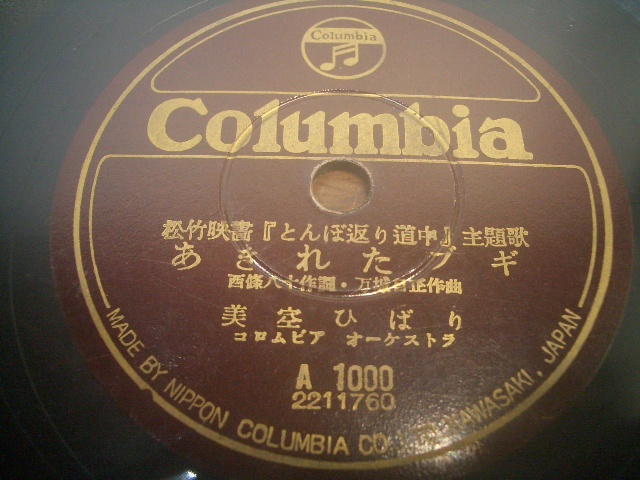 Columbia
Columbia
松竹映畫『とんぼ返り道中』主題歌
あきれたブギ
西條八十作詞・万城目正作曲
美空ひばり
コロムビア オーケストラ
A 1000
2211760
MADE BY NIPPON COLUMBIA CO. KAWASAKI, JAPAN